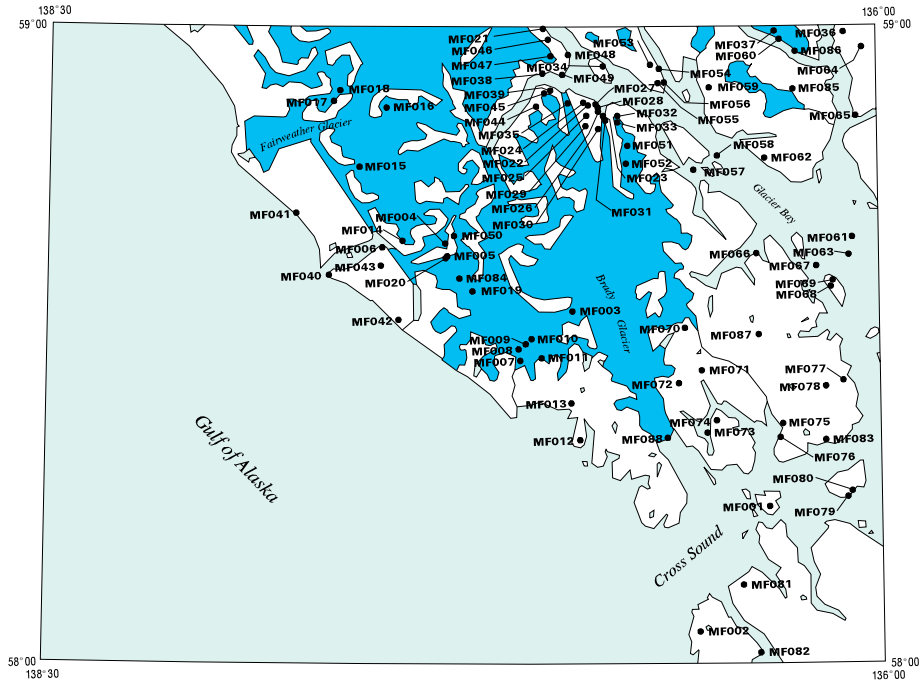 138°30'
136°00'
59°00'
59°00'
MF021
MF046
MF047
MF038
MF039
MF045
MF044
MF035
MF024
MF022
MF025
MF029
MF026
MF030
MF053
MF048
MF034
MF049
MF027
MF028
MF032
MF033
MF051
MF052
MF023
MF031
MF054
MF056
MF055
MF058
MF057
MF062
MF037
MF060
MF036
MF086
MF064
MF059
MF085
MF065
MF018
MF017
MF016
Fairweather Glacier
MF015
MF041
MF004
MF014
MF050
MF006
MF005
MF043
MF040
MF020
MF084
MF019
MF042
MF003
MF009
MF010
MF008
MF007
MF011
MF013
MF012
Brady
Glacier
Glacier Bay
MF061
MF063
MF066
MF067
MF069
MF068
MF070
MF087
MF071
MF072
MF077
MF078
MF074
MF073
MF075
MF083
MF088
MF076
MF080
MF001
MF079
Gulf of Alaska
Cross Sound
MF081
MF002
MF082
58°00'
58°00'
138°30'
136°00'